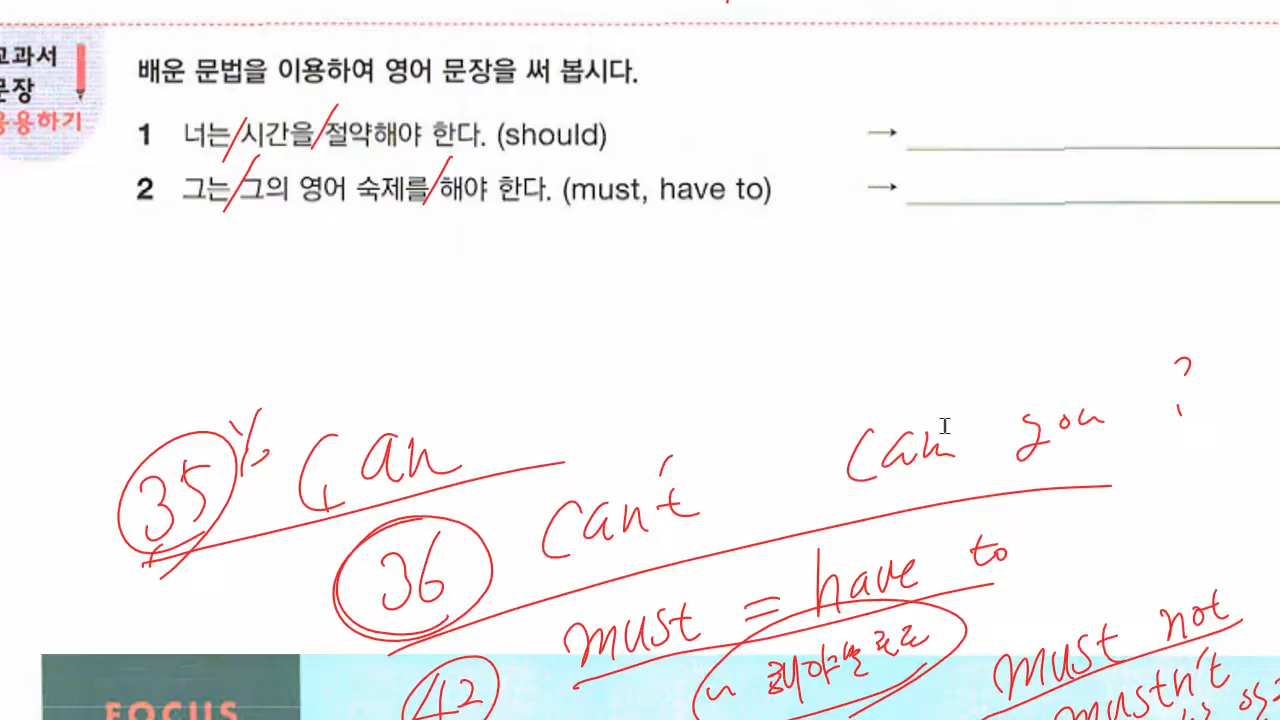 교과서
문장
응용하기
배운 문법을 이용하여 영어 문장을 써 봅시다.
1 너는/시간을/절약해야 한다. (should) →
2 그는/그의 영어 숙제를/해야 한다. (must, have to) →
35% can
36 can't can you ?
42 must = have to
must not
mustn't
FOCUS